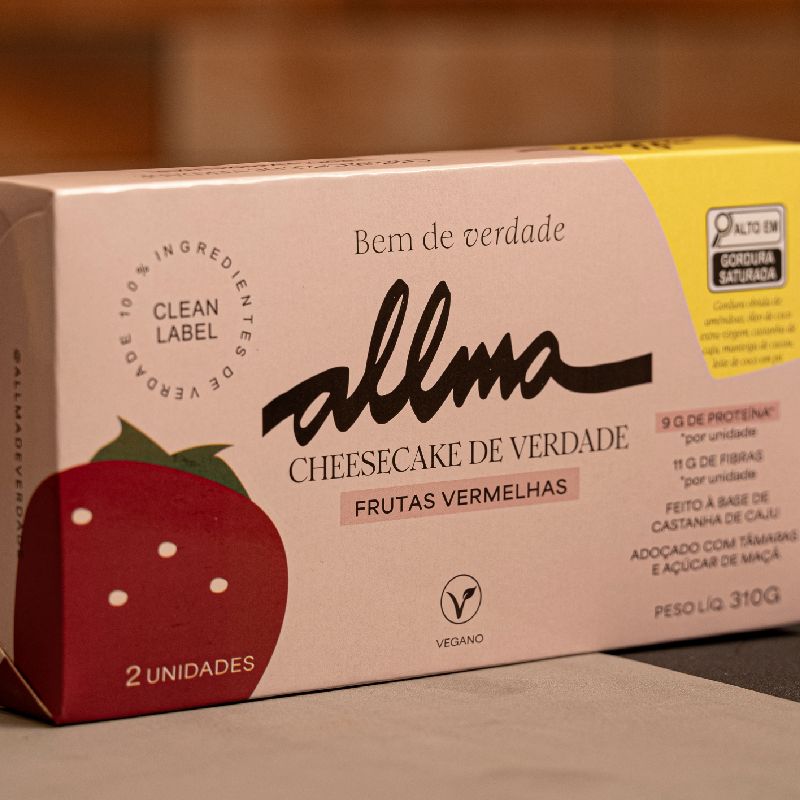 Bem de verdade
100% INGREDIENTES DE VERDADE
CLEAN
LABEL
allma
CHEESECAKE DE VERDADE
FRUTAS VERMELHAS
VEGANO
2 UNIDADES
@ALLMADEVERDADE
ALTO EM
GORDURA
SATURADA
9 G DE PROTEÍNA*
*por unidade
11 G DE FIBRAS
*por unidade
FEITO À BASE DE
CASTANHA DE CAJU
ADOÇADO COM TÂMARAS
E AÇÚCAR DE MAÇÃ
PESO LÍQ. 310G